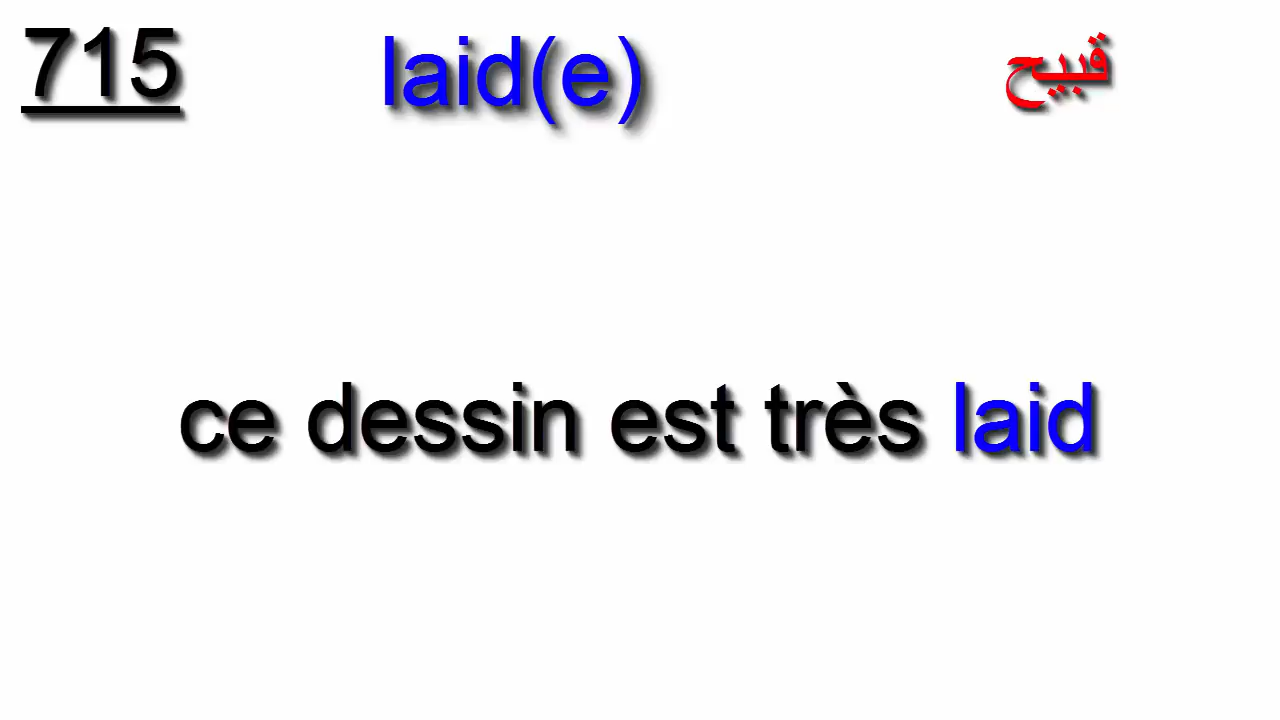 715 laid(e) قبيح
ce dessin est très laid